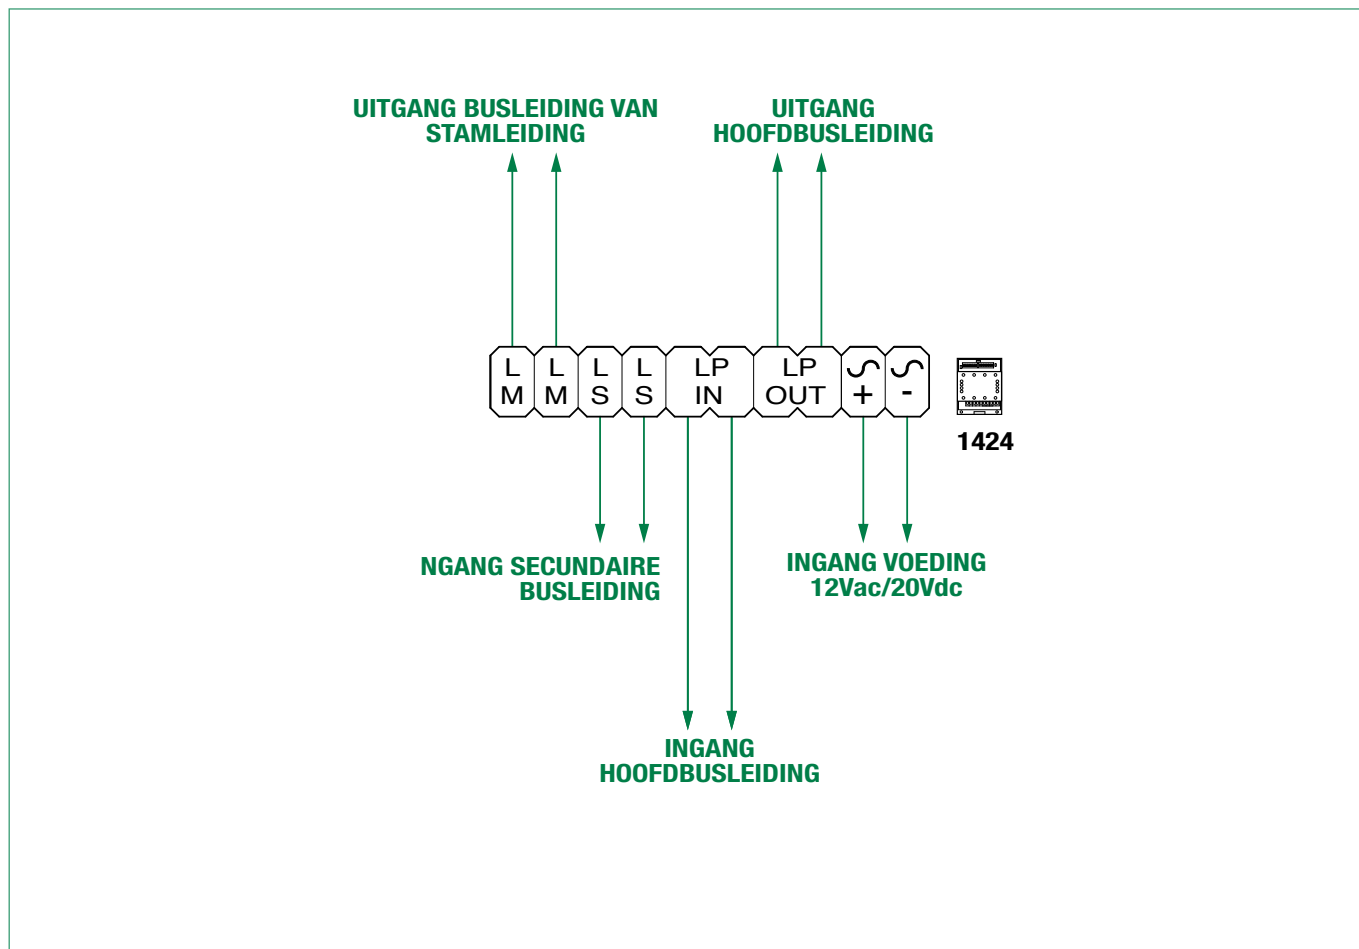 UITGANG BUSLEIDING VAN
STAMLEIDING
UITGANG
HOOFDBUSLEIDING
L L L L LP LP
M M S S IN OUT + -
1424
NGANG SECUNDAIRE
BUSLEIDING
INGANG VOEDING
12Vac/20Vdc
INGANG
HOOFDBUSLEIDING